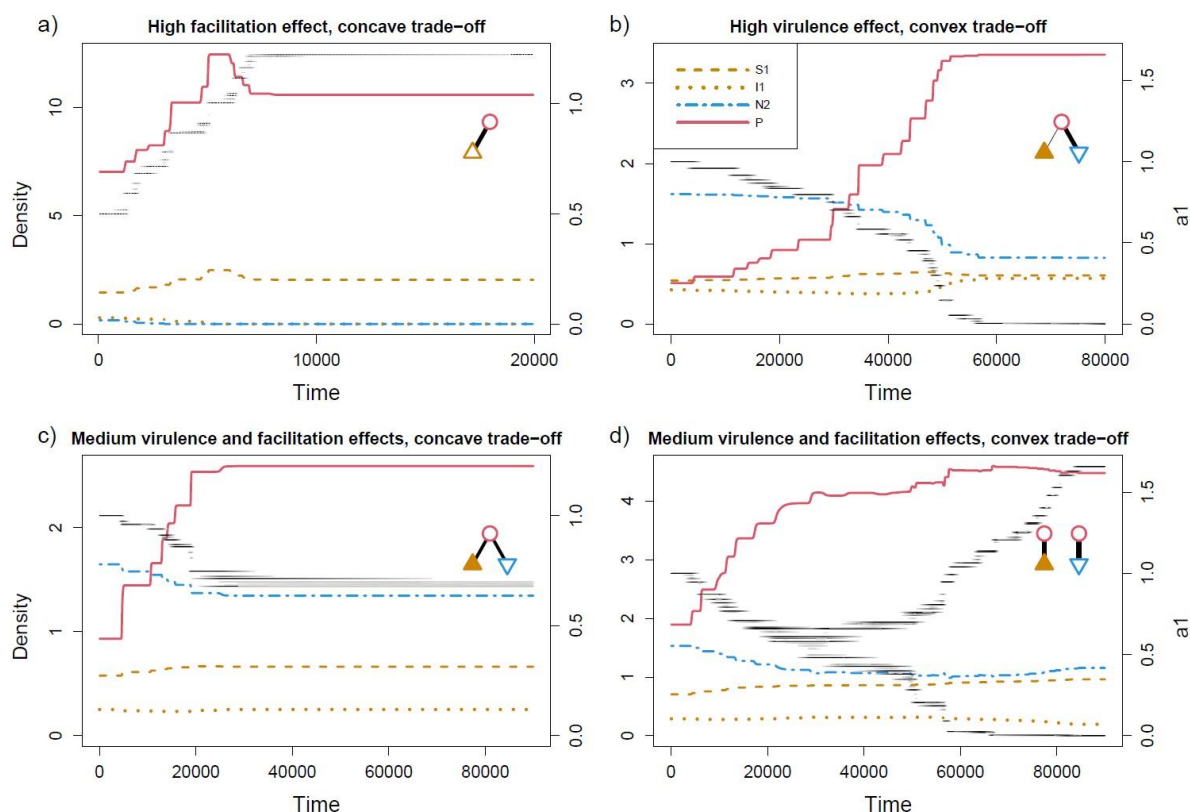 a) High facilitation effect, concave trade−off
10
5
0
Density
1.0
0.5
0.0
0 10000 20000
Time
b) High virulence effect, convex trade−off
S1
I1
N2
P
3
2
1
0
1.5
1.0
0.5
0.0
a1
0 20000 40000 60000 80000
Time
c) Medium virulence and facilitation effects, concave trade−off
2
1
0
Density
1.0
0.5
0.0
0 20000 40000 60000 80000
Time
d) Medium virulence and facilitation effects, convex trade−off
4
3
2
1
0
1.5
1.0
0.5
0.0
a1
0 20000 40000 60000 80000
Time